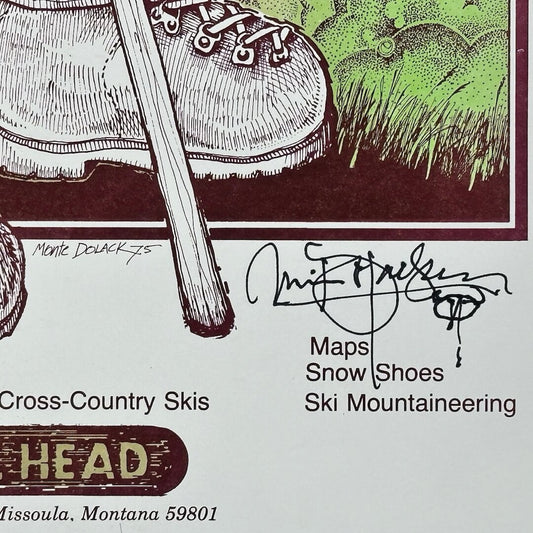 Monte DOLACK 75
Maps
Snow Shoes
Cross-Country Skis
Ski Mountaineering
HEAD
Missoula, Montana 59801